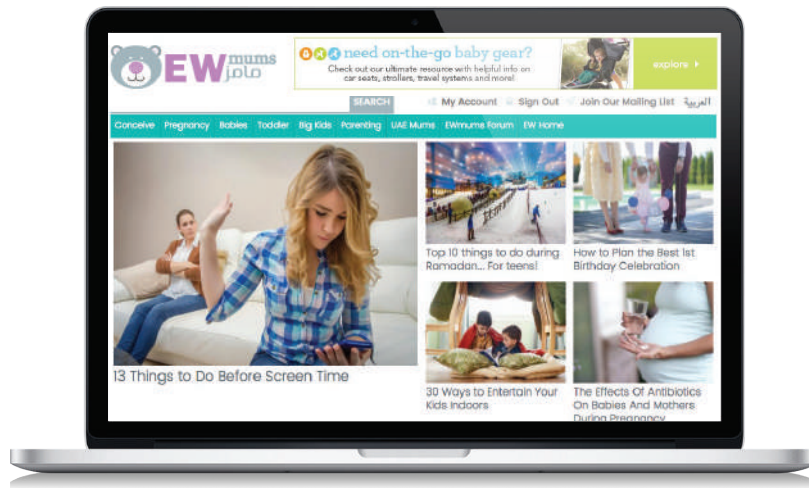 EW mums
مامز
need on-the-go baby gear?
Check out our ultimate resource with helpful info on
car seats, strollers, travel systems and more!
explore
SEARCH My Account Sign Out Join Our Mailing List العربية
Conceive Pregnancy Babies Toddler Big Kids Parenting UAE Mums EWmums Forum EW Home
13 Things to Do Before Screen Time
Top 10 things to do during
Ramadan... For teens!
How to Plan the Best 1st
Birthday Celebration
30 Ways to Entertain Your
Kids Indoors
The Effects Of Antibiotics
On Babies And Mothers
During Pregnancy